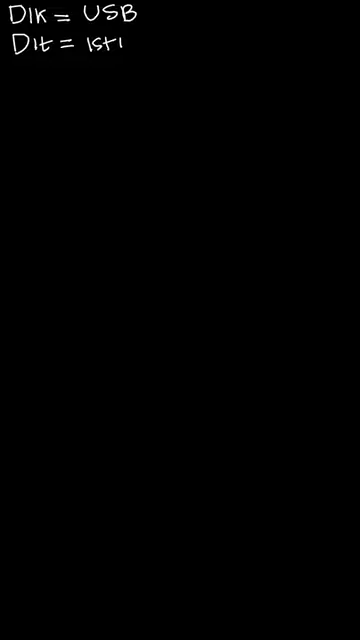 Dik = USB
Dit = isti